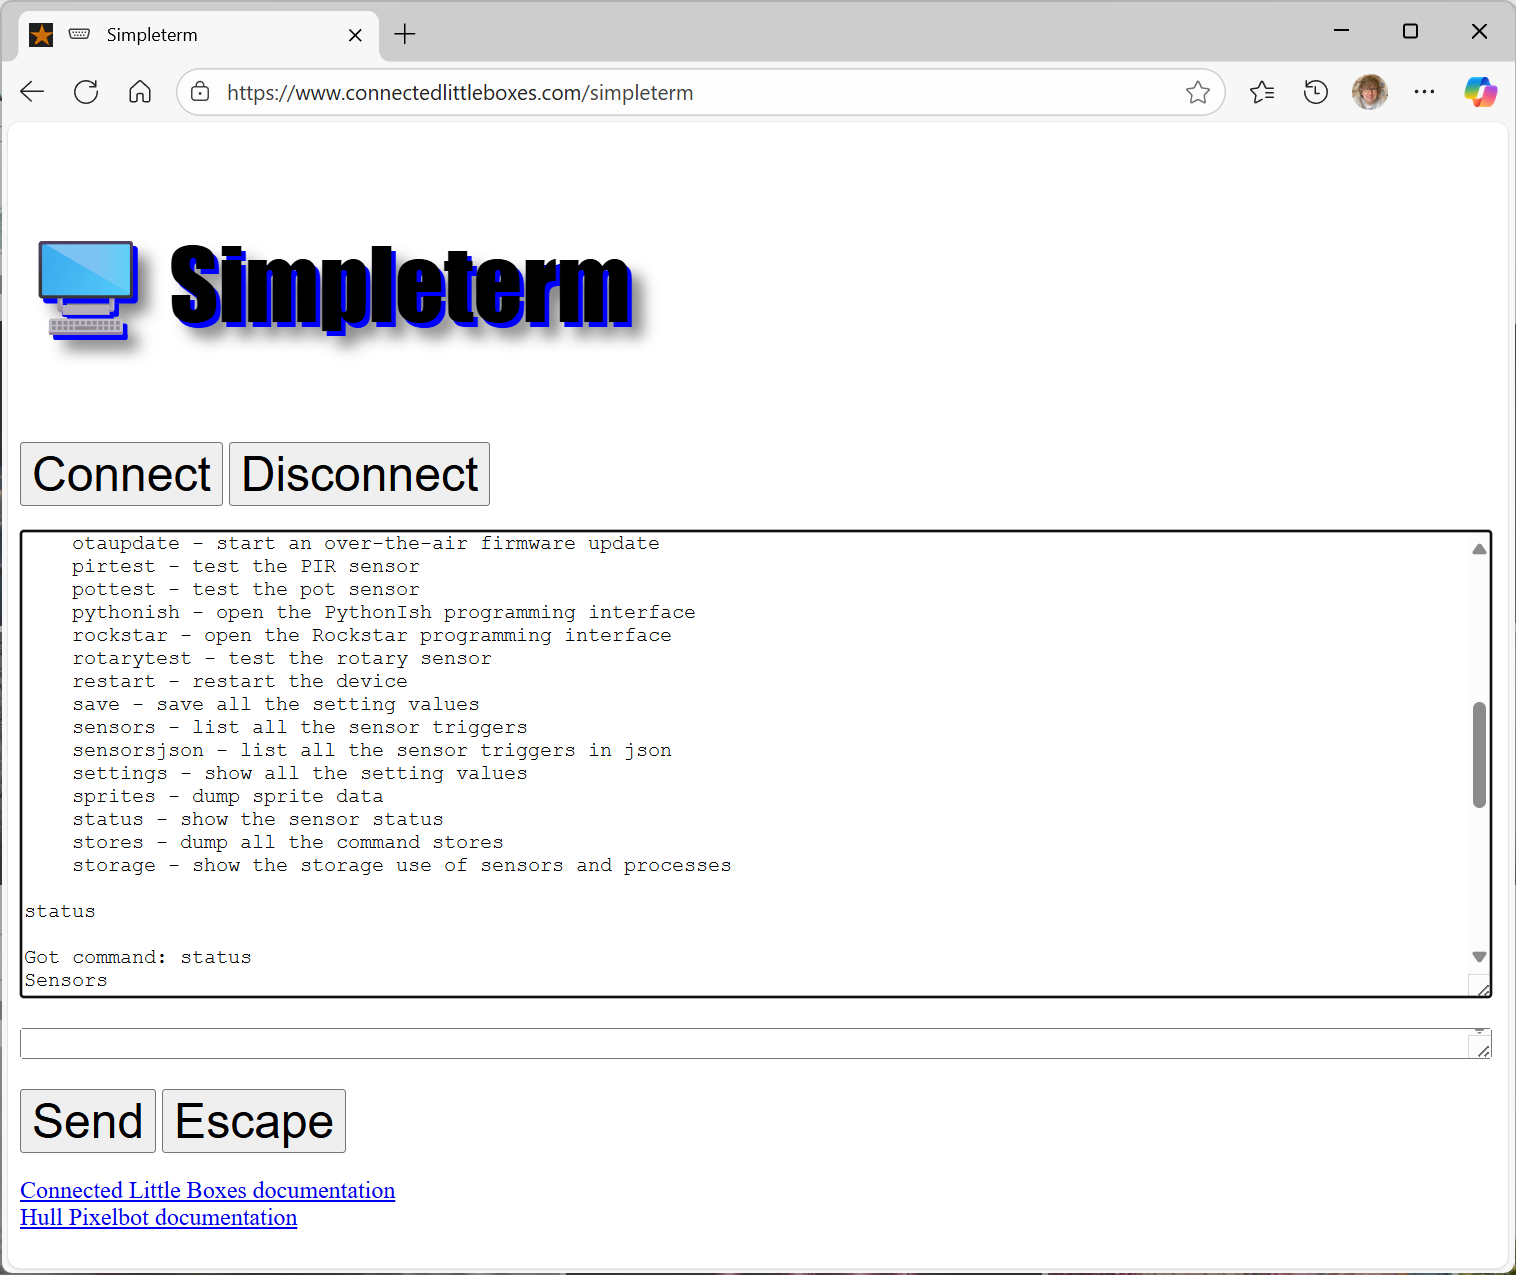 Simpleterm
https://www.connectedlittleboxes.com/simpleterm
Simpleterm
Connect Disconnect
otaupdate - start an over-the-air firmware update
pirtest - test the PIR sensor
pottest - test the pot sensor
pythonish - open the PythonIsh programming interface
rockstar - open the Rockstar programming interface
rotarytest - test the rotary sensor
restart - restart the device
save - save all the setting values
sensors - list all the sensor triggers
sensorsjson - list all the sensor triggers in json
settings - show all the setting values
sprites - dump sprite data
status - show the sensor status
stores - dump all the command stores
storage - show the storage use of sensors and processes
status
Got command: status
Sensors
Send Escape
Connected Little Boxes documentation
Hull Pixelbot documentation